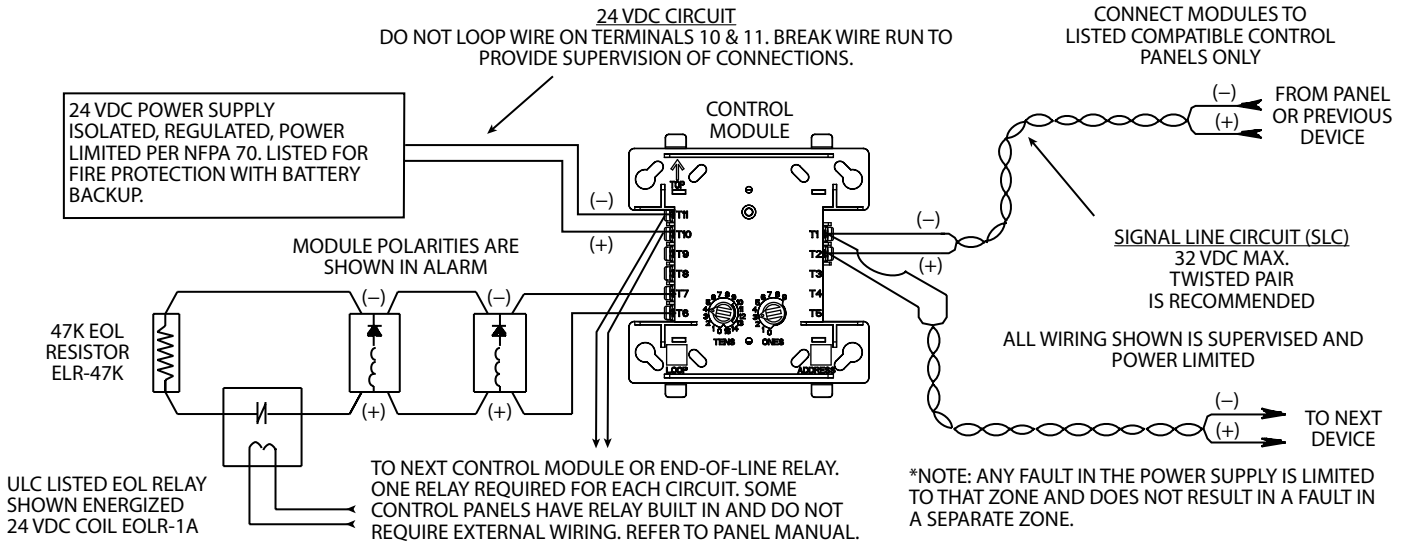 24 VDC CIRCUIT
DO NOT LOOP WIRE ON TERMINALS 10 & 11. BREAK WIRE RUN TO
PROVIDE SUPERVISION OF CONNECTIONS.
CONNECT MODULES TO
LISTED COMPATIBLE CONTROL
PANELS ONLY
24 VDC POWER SUPPLY
ISOLATED, REGULATED, POWER
LIMITED PER NFPA 70. LISTED FOR
FIRE PROTECTION WITH BATTERY
BACKUP.
CONTROL
MODULE
(−)
(+)
FROM PANEL
OR PREVIOUS
DEVICE
TOP
(−)
(+)
T11
T10
T9
T8
T7
T6
T1
T2
T3
T4
T5
(−)
(+)
SIGNAL LINE CIRCUIT (SLC)
32 VDC MAX.
TWISTED PAIR
IS RECOMMENDED
MODULE POLARITIES ARE
SHOWN IN ALARM
(−)
(−)
(+)
(+)
47K EOL
RESISTOR
ELR-47K
TENS
ONES
LOOP
ADDRESS
ALL WIRING SHOWN IS SUPERVISED AND
POWER LIMITED
(−)
(+)
TO NEXT
DEVICE
ULC LISTED EOL RELAY
SHOWN ENERGIZED
24 VDC COIL EOLR-1A
TO NEXT CONTROL MODULE OR END-OF-LINE RELAY.
ONE RELAY REQUIRED FOR EACH CIRCUIT. SOME
CONTROL PANELS HAVE RELAY BUILT IN AND DO NOT
REQUIRE EXTERNAL WIRING. REFER TO PANEL MANUAL.
*NOTE: ANY FAULT IN THE POWER SUPPLY IS LIMITED
TO THAT ZONE AND DOES NOT RESULT IN A FAULT IN
A SEPARATE ZONE.